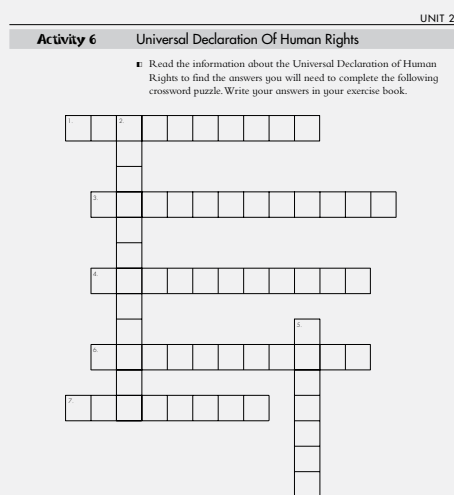 UNIT 2
Activity 6 Universal Declaration Of Human Rights
Read the information about the Universal Declaration of Human
Rights to find the answers you will need to complete the following
crossword puzzle. Write your answers in your exercise book.
1. 2.
3.
4.
5.
6.
7.